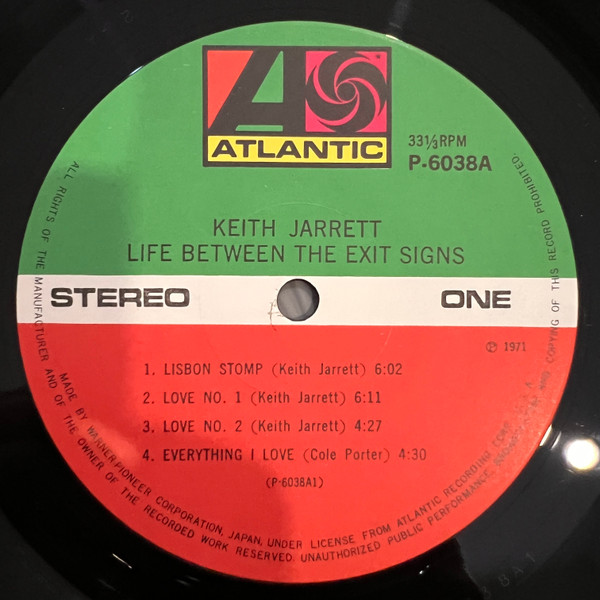 ATLANTIC
33⅓RPM
P-6038A
KEITH JARRETT
LIFE BETWEEN THE EXIT SIGNS
STEREO
ONE
℗ 1971
1. LISBON STOMP (Keith Jarrett) 6:02
2. LOVE NO. 1 (Keith Jarrett) 6:11
3. LOVE NO. 2 (Keith Jarrett) 4:27
4. EVERYTHING I LOVE (Cole Porter) 4:30
(P-6038A1)
MADE BY WARNER-PIONEER CORPORATION, JAPAN, UNDER LICENSE FROM ATLANTIC RECORDING CORP., U.S.A.
ALL RIGHTS OF THE MANUFACTURER AND OF THE OWNER OF THE RECORDED WORK RESERVED. UNAUTHORIZED PUBLIC PERFORMANCE, AND COPYING OF THIS RECORD PROHIBITED.
8A1